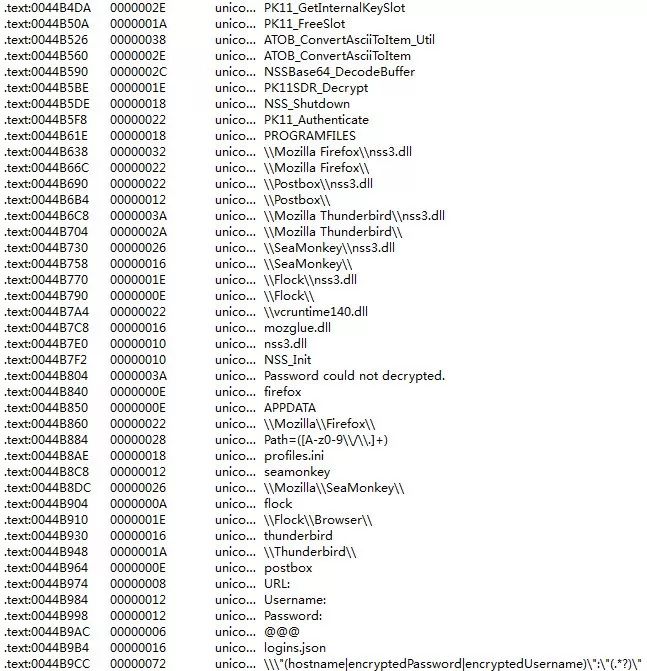 .text:0044B4DA 0000002E unico... PK11_GetInternalKeySlot
.text:0044B50A 0000001A unico... PK11_FreeSlot
.text:0044B526 00000038 unico... ATOB_ConvertAsciiToItem_Util
.text:0044B560 0000002E unico... ATOB_ConvertAsciiToItem
.text:0044B590 0000002C unico... NSSBase64_DecodeBuffer
.text:0044B5BE 0000001E unico... PK11SDR_Decrypt
.text:0044B5DE 00000018 unico... NSS_Shutdown
.text:0044B5F8 00000022 unico... PK11_Authenticate
.text:0044B61E 00000018 unico... PROGRAMFILES
.text:0044B638 00000032 unico... \\Mozilla Firefox\\nss3.dll
.text:0044B66C 00000022 unico... \\Mozilla Firefox\\
.text:0044B690 00000022 unico... \\Postbox\\nss3.dll
.text:0044B6B4 00000012 unico... \\Postbox\\
.text:0044B6C8 0000003A unico... \\Mozilla Thunderbird\\nss3.dll
.text:0044B704 0000002A unico... \\Mozilla Thunderbird\\
.text:0044B730 00000026 unico... \\SeaMonkey\\nss3.dll
.text:0044B758 00000016 unico... \\SeaMonkey\\
.text:0044B770 0000001E unico... \\Flock\\nss3.dll
.text:0044B790 0000000E unico... \\Flock\\
.text:0044B7A4 00000022 unico... \\vcruntime140.dll
.text:0044B7C8 00000016 unico... mozglue.dll
.text:0044B7E0 00000010 unico... nss3.dll
.text:0044B7F2 00000010 unico... NSS_Init
.text:0044B804 0000003A unico... Password could not decrypted.
.text:0044B840 0000000E unico... firefox
.text:0044B850 0000000E unico... APPDATA
.text:0044B860 00000022 unico... \\Mozilla\\Firefox\\
.text:0044B884 00000028 unico... Path=([A-z0-9\\/\\.]+)
.text:0044B8AE 00000018 unico... profiles.ini
.text:0044B8C8 00000012 unico... seamonkey
.text:0044B8DC 00000026 unico... \\Mozilla\\SeaMonkey\\
.text:0044B904 0000000A unico... flock
.text:0044B910 0000001E unico... \\Flock\\Browser\\
.text:0044B930 00000016 unico... thunderbird
.text:0044B948 0000001A unico... \\Thunderbird\\
.text:0044B964 0000000E unico... postbox
.text:0044B974 00000008 unico... URL:
.text:0044B984 00000012 unico... Username:
.text:0044B998 00000012 unico... Password:
.text:0044B9AC 00000006 unico... @@@
.text:0044B9B4 00000016 unico... logins.json
.text:0044B9CC 00000072 unico... \\\"(hostname|encryptedPassword|encryptedUsername)\":\"(.*?)\"